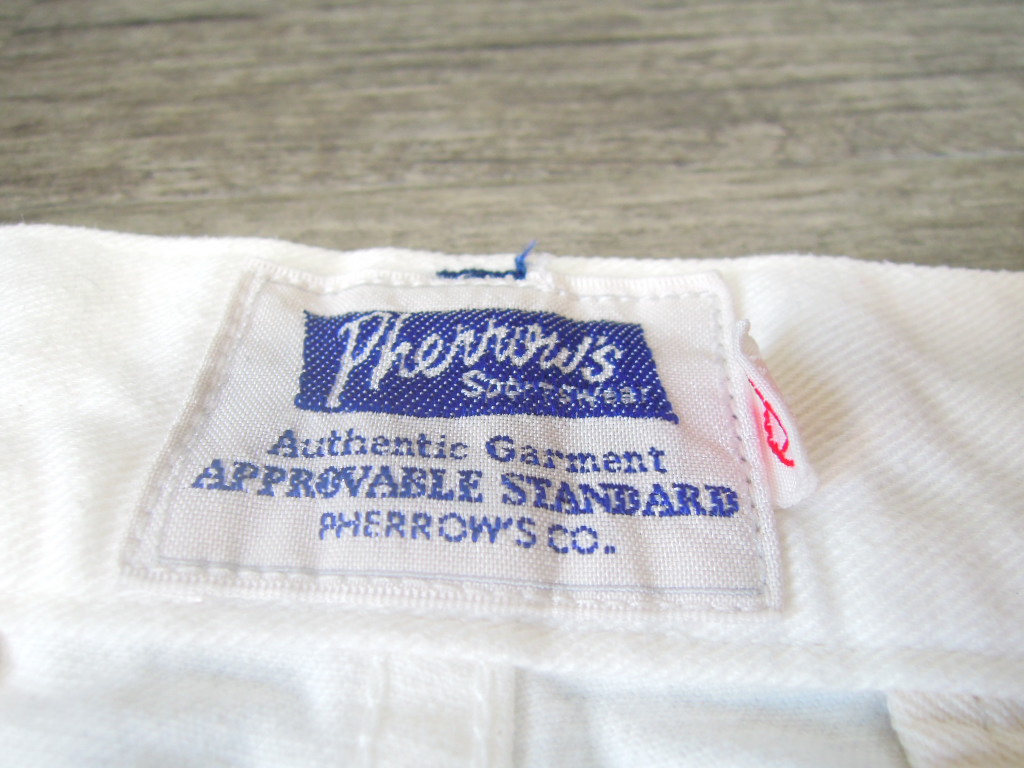 Pherrow's
Sportswear
Authentic Garment
APPROVABLE STANDARD
PHERROW'S CO..